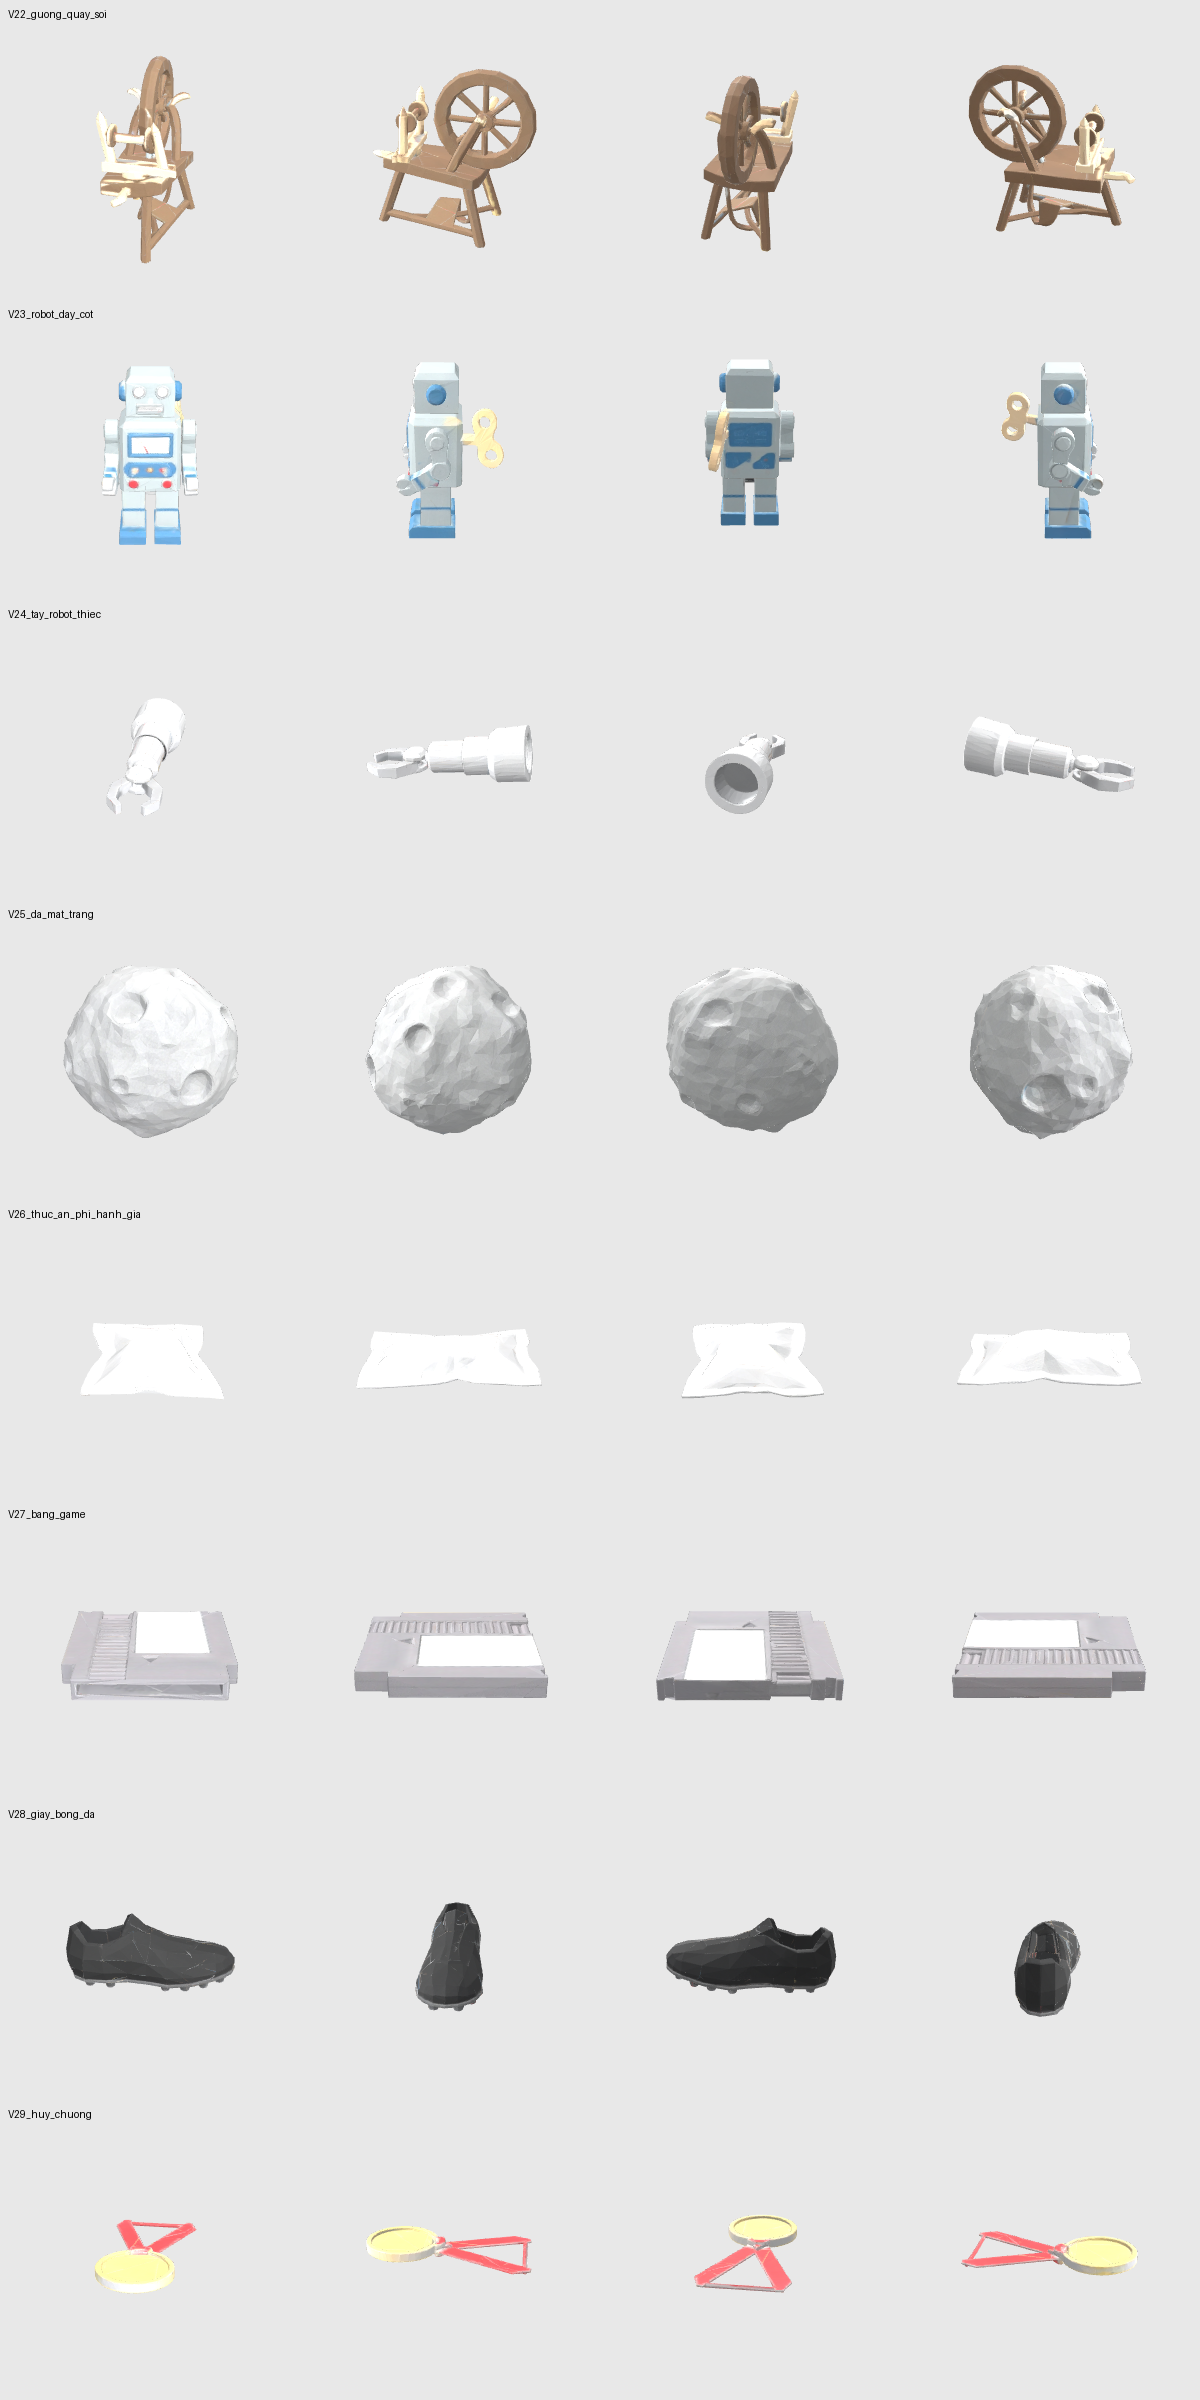 V22_guong_quay_soi
V23_robot_day_cot
V24_tay_robot_thiec
V25_da_mat_trang
V26_thuc_an_phi_hanh_gia
V27_bang_game
V28_giay_bong_da
V29_huy_chuong